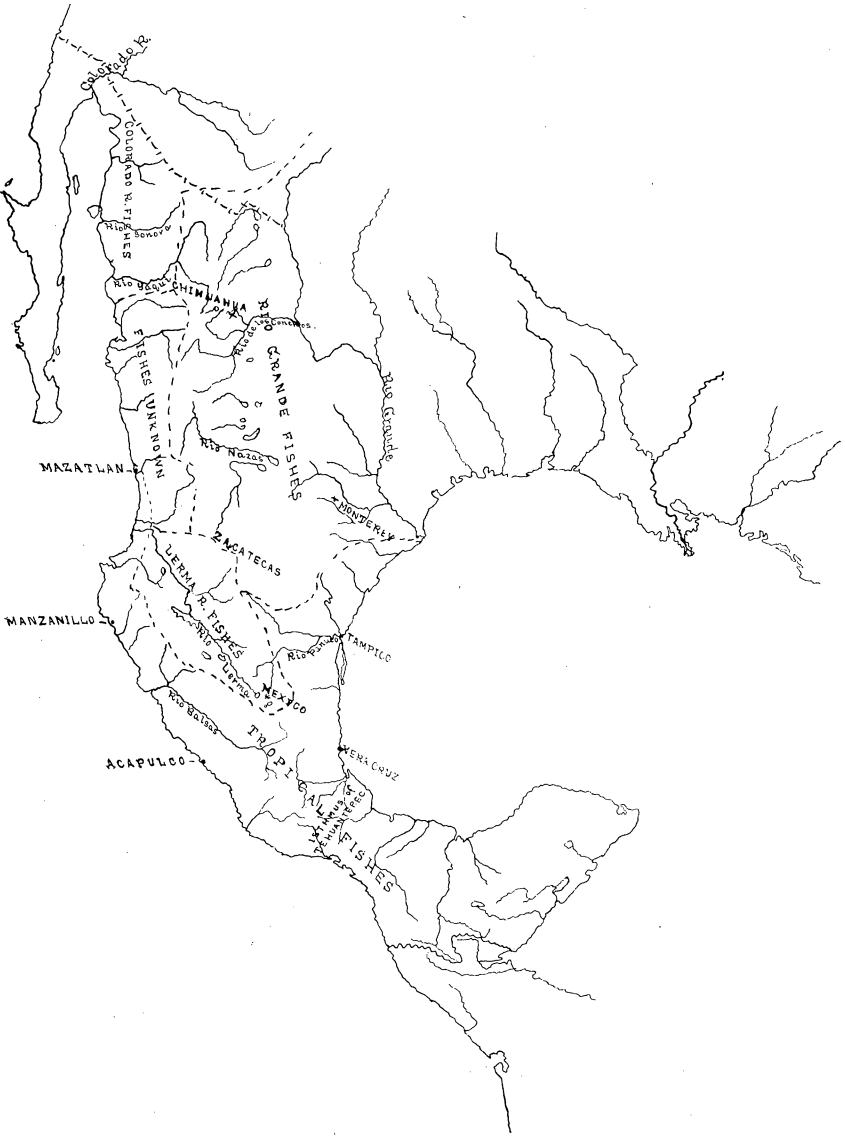 Colorado R.
COLORADO R. FISHES
Rio Sonora
Rio Yaqui
CHIHUAHUA
Rio de los Conchos.
RIO GRANDE FISHES
FISHES UNKNOWN
Rio Grande
Rio Nazas
MAZATLAN
MONTEREY
ZACATECAS
LERMA R. FISHES
MANZANILLO
Rio Lerma
Rio Panuco
TAMPICO
MEXICO
Rio Balsas
TROPICAL FISHES
VERA CRUZ
ACAPULCO
ISTHMUS OF
TEHUANTEPEC